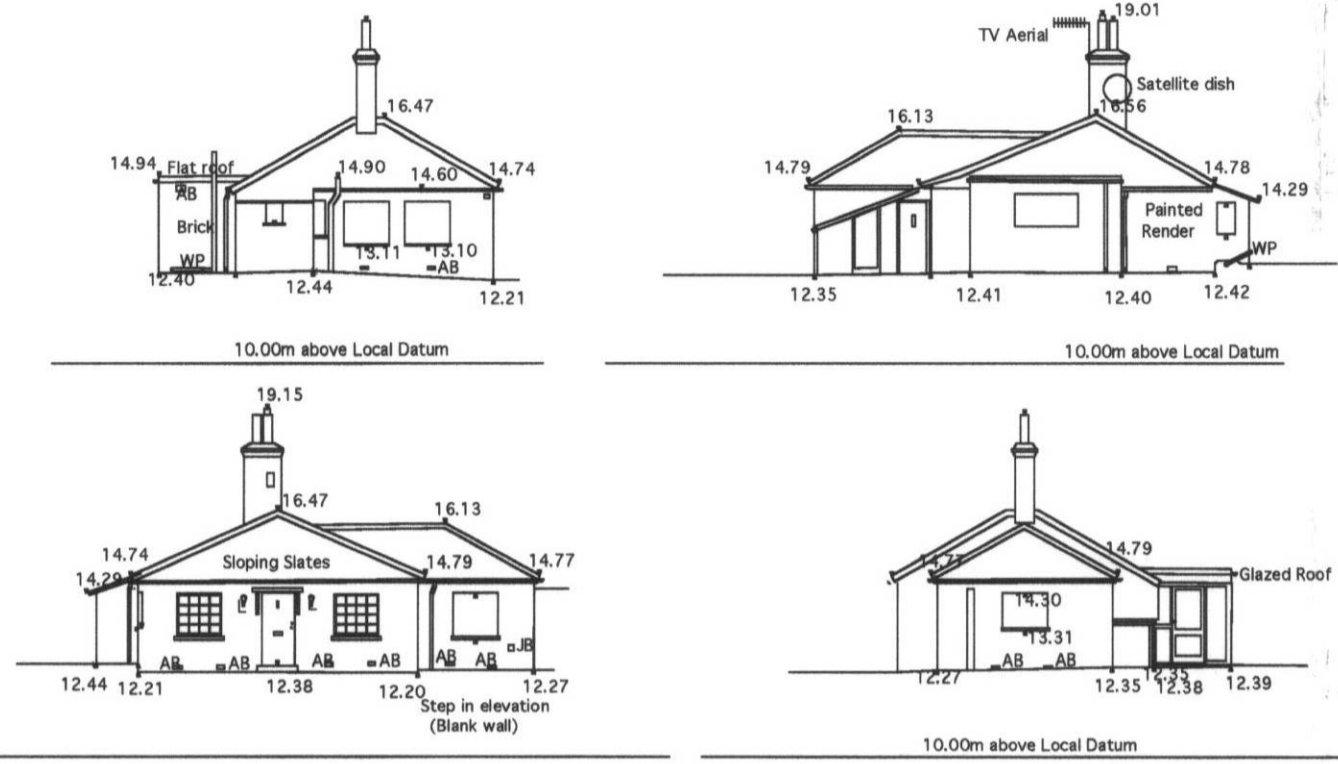 16.47
14.94
Flat roof
14.90
14.60
14.74
AB
Brick
13.11
13.10
WP
AB
12.40
12.44
12.21
10.00m above Local Datum
19.01
TV Aerial
Satellite dish
16.56
16.13
14.79
14.78
14.29
Painted
Render
WP
12.35
12.41
12.40
12.42
10.00m above Local Datum
19.15
16.47
16.13
14.74
Sloping Slates
14.79
14.77
14.29
JB
AB
AB
AB
AB
AB
AB
12.44
12.21
12.38
12.20
12.27
Step in elevation
(Blank wall)
14.77
14.79
Glazed Roof
14.30
13.31
AB
AB
12.27
12.35
12.35
12.38
12.39
10.00m above Local Datum